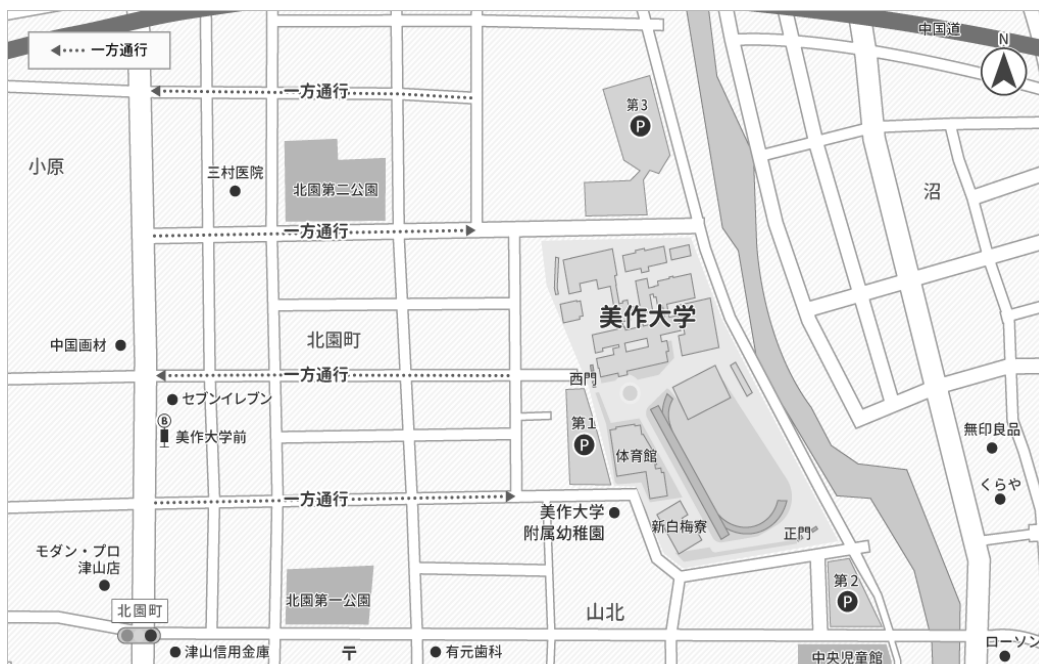 中国道
一方通行
N
一方通行
第3
P
小原
三村医院
北園第二公園
沼
一方通行
美作大学
北園町
中国画材
一方通行
西門
セブンイレブン
B
美作大学前
第1
P
体育館
無印良品
くらや
一方通行
美作大学
附属幼稚園
新白梅寮
正門
モダン・プロ
津山店
第2
P
北園第一公園
北園町
山北
津山信用金庫
〒
有元歯科
中央児童館
ローソン